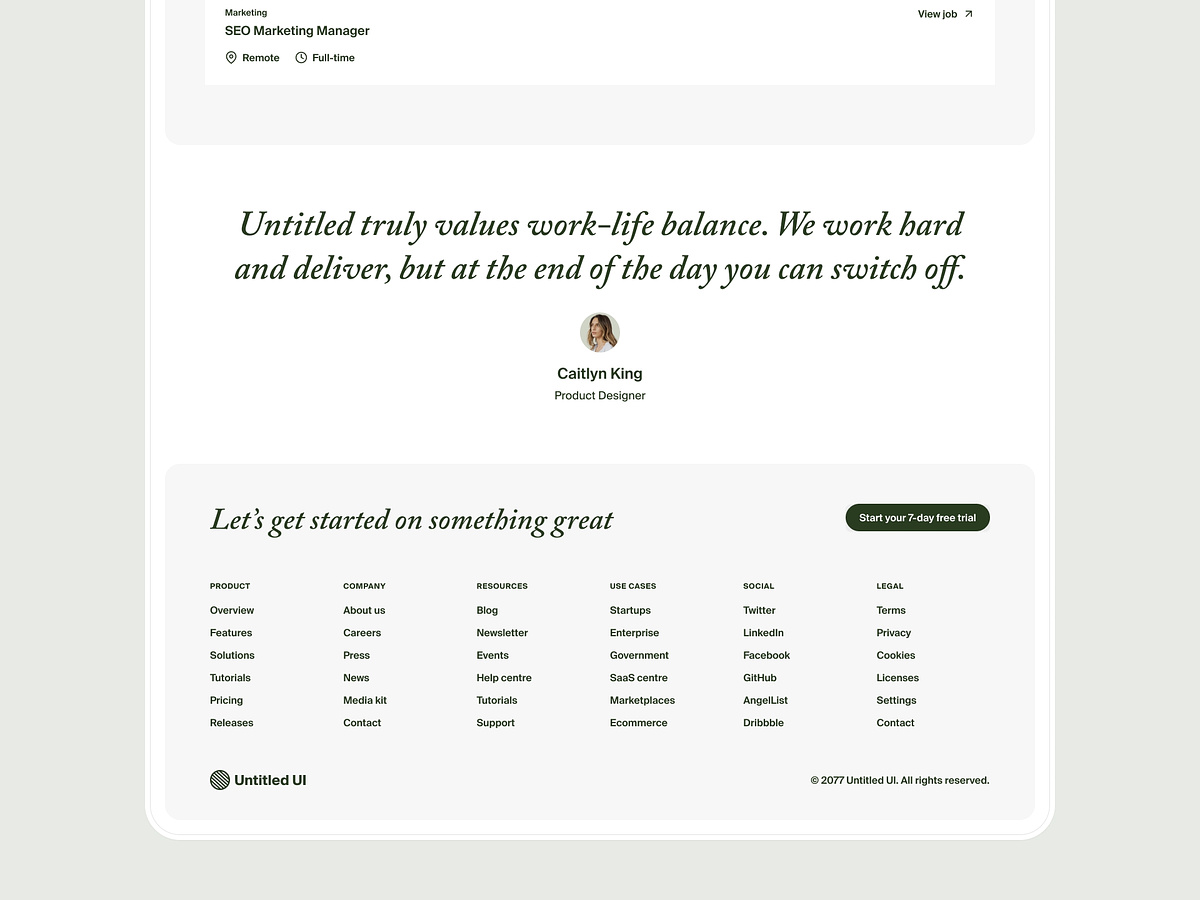 Marketing
View job
SEO Marketing Manager
Remote
Full-time
Untitled truly values work–life balance. We work hard
and deliver, but at the end of the day you can switch off.
Caitlyn King
Product Designer
Let’s get started on something great
Start your 7-day free trial
PRODUCT
Overview
Features
Solutions
Tutorials
Pricing
Releases
COMPANY
About us
Careers
Press
News
Media kit
Contact
RESOURCES
Blog
Newsletter
Events
Help centre
Tutorials
Support
USE CASES
Startups
Enterprise
Government
SaaS centre
Marketplaces
Ecommerce
SOCIAL
Twitter
LinkedIn
Facebook
GitHub
AngelList
Dribbble
LEGAL
Terms
Privacy
Cookies
Licenses
Settings
Contact
Untitled UI
© 2077 Untitled UI. All rights reserved.